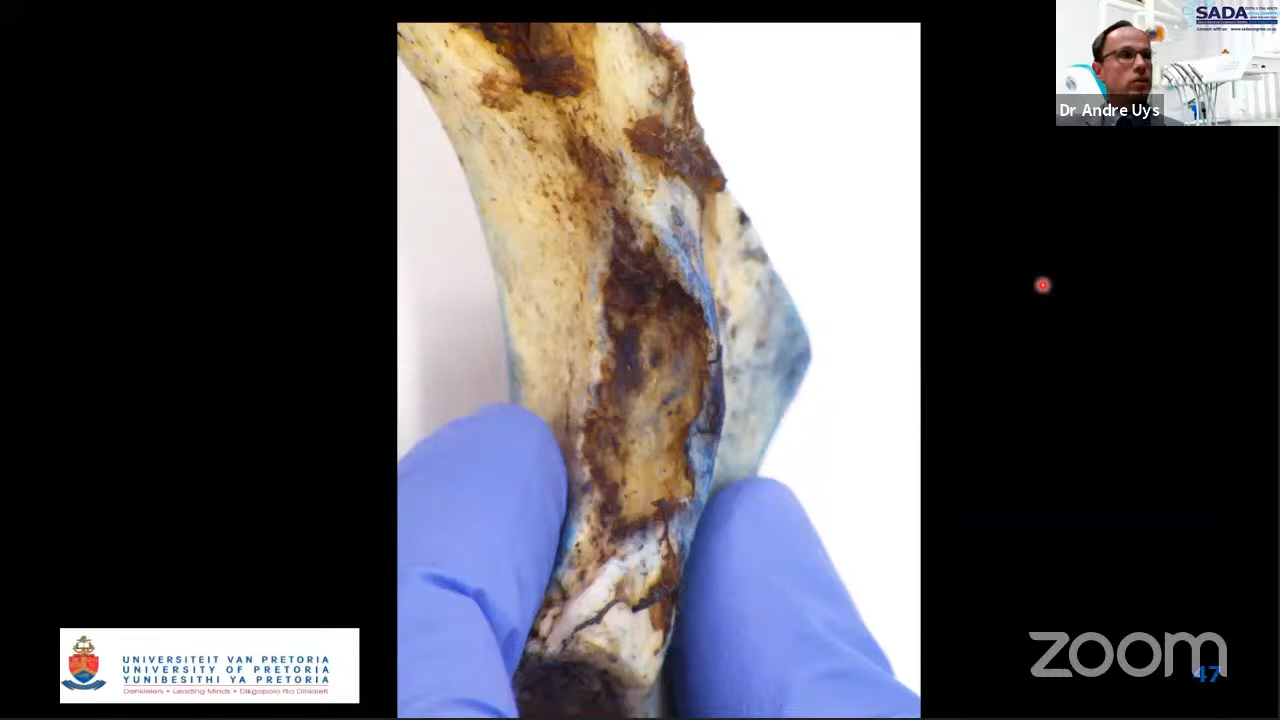 SADA
Dr Andre Uys
UNIVERSITEIT VAN PRETORIA
UNIVERSITY OF PRETORIA
YUNIBESITHI YA PRETORIA
Denkleiers • Leading Minds • Dikgopolo tša Dihlalefi
zoom
47